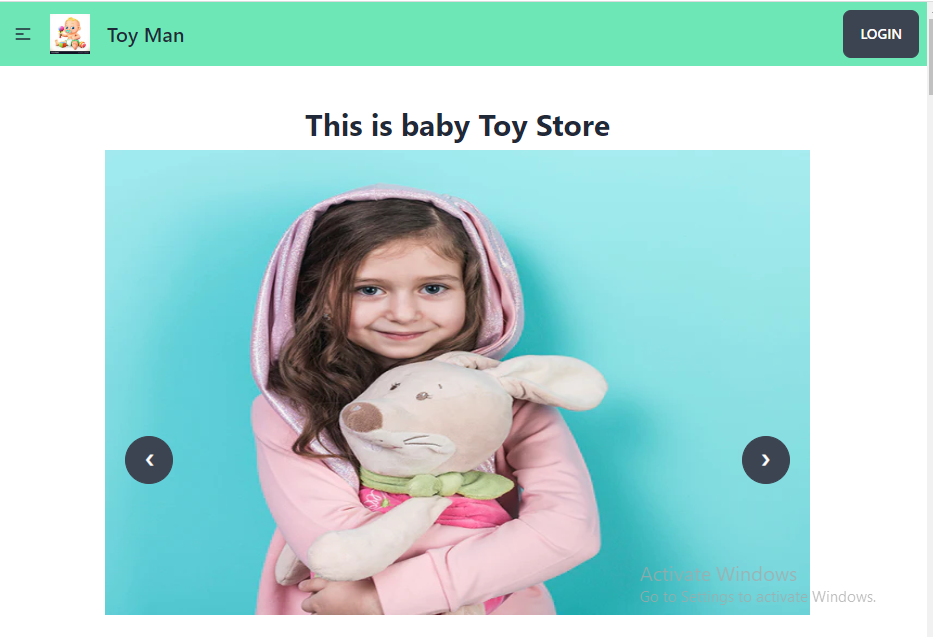 Toy Man
LOGIN
This is baby Toy Store
Activate Windows
Go to Settings to activate Windows.